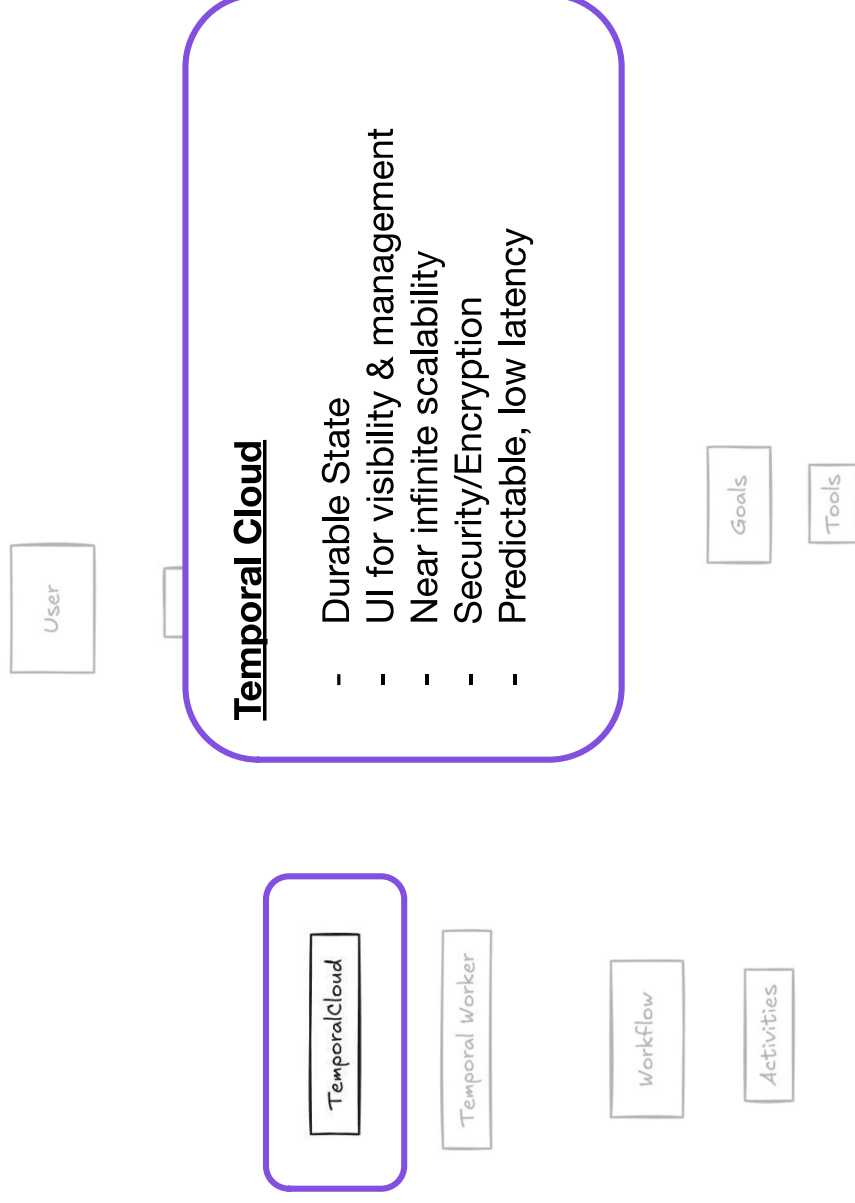 User
Temporal Cloud
- Durable State
- UI for visibility & management
- Near infinite scalability
- Security/Encryption
- Predictable, low latency
TemporalCloud
Temporal Worker
Workflow
Activities
Goals
Tools